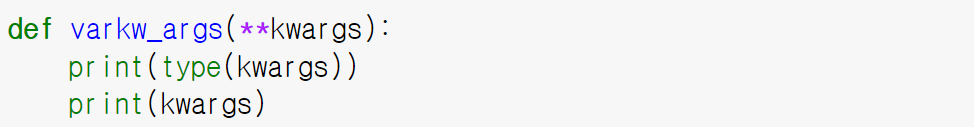 def varkw_args(**kwargs):
    print(type(kwargs))
    print(kwargs)